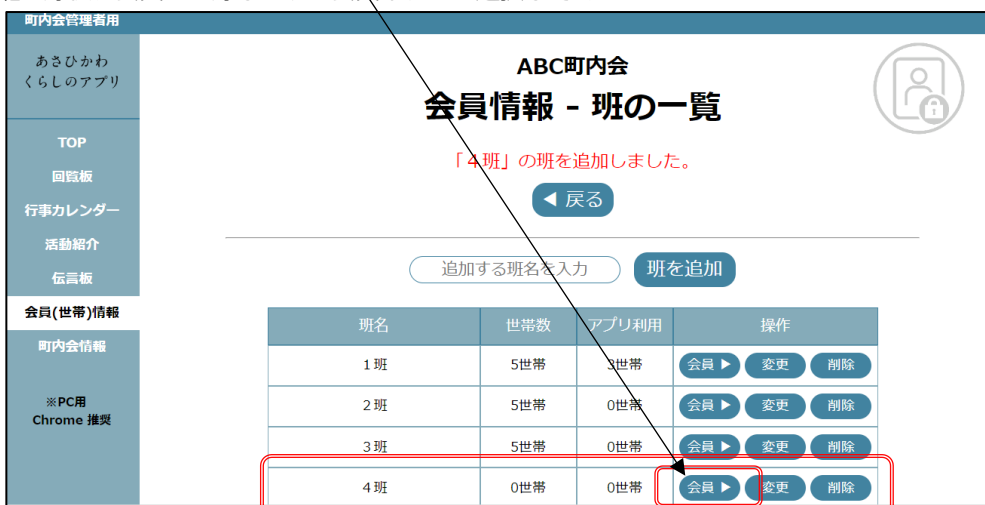 町内会管理者用
あさひかわ
くらしのアプリ
TOP
回覧板
行事カレンダー
活動紹介
伝言板
会員(世帯)情報
町内会情報
※PC用
Chrome 推奨
ABC町内会
会員情報 - 班の一覧
「４班」の班を追加しました。
◀ 戻る
追加する班名を入力 班を追加
班名 世帯数 アプリ利用 操作
１班 5世帯 3世帯 会員 ▶ 変更 削除
２班 5世帯 0世帯 会員 ▶ 変更 削除
３班 5世帯 0世帯 会員 ▶ 変更 削除
４班 0世帯 0世帯 会員 ▶ 変更 削除